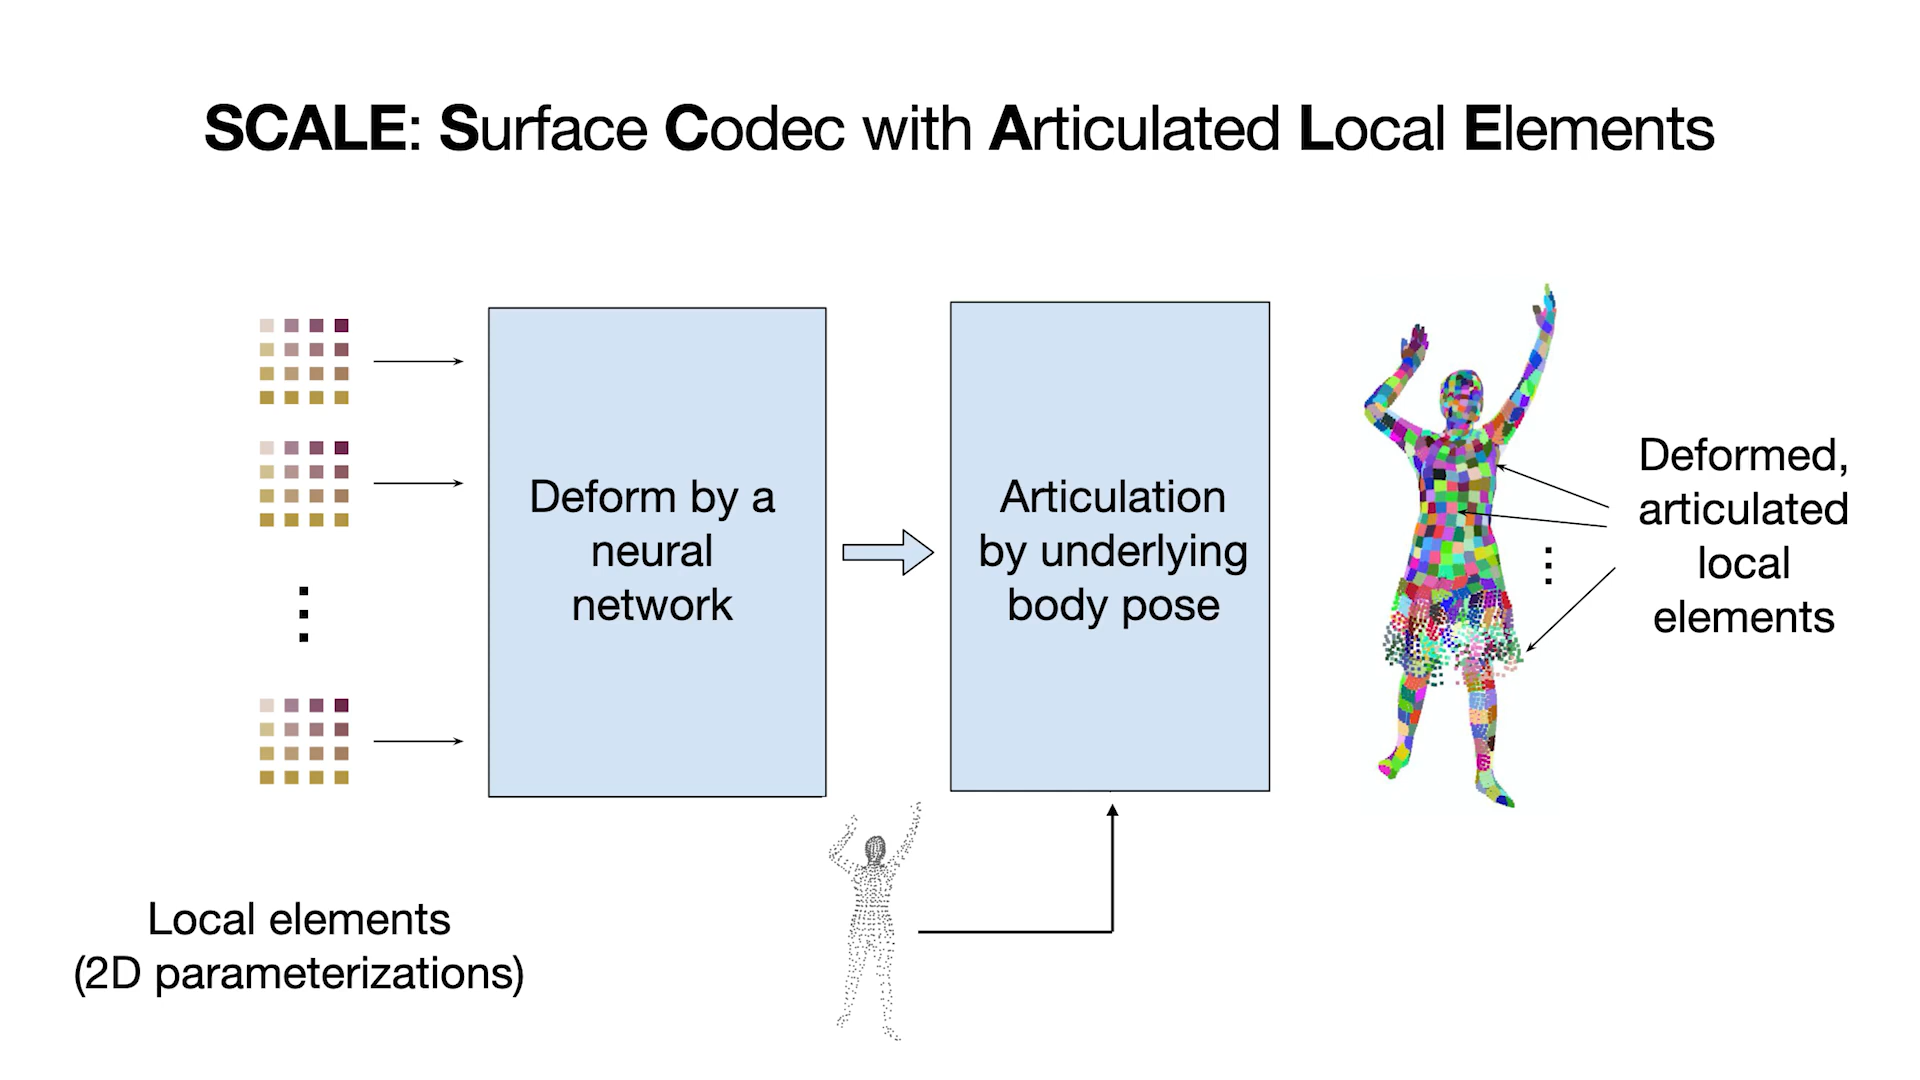 SCALE: Surface Codec with Articulated Local Elements
Deform by a
neural
network
Articulation
by underlying
body pose
Deformed,
articulated
local
elements
Local elements
(2D parameterizations)